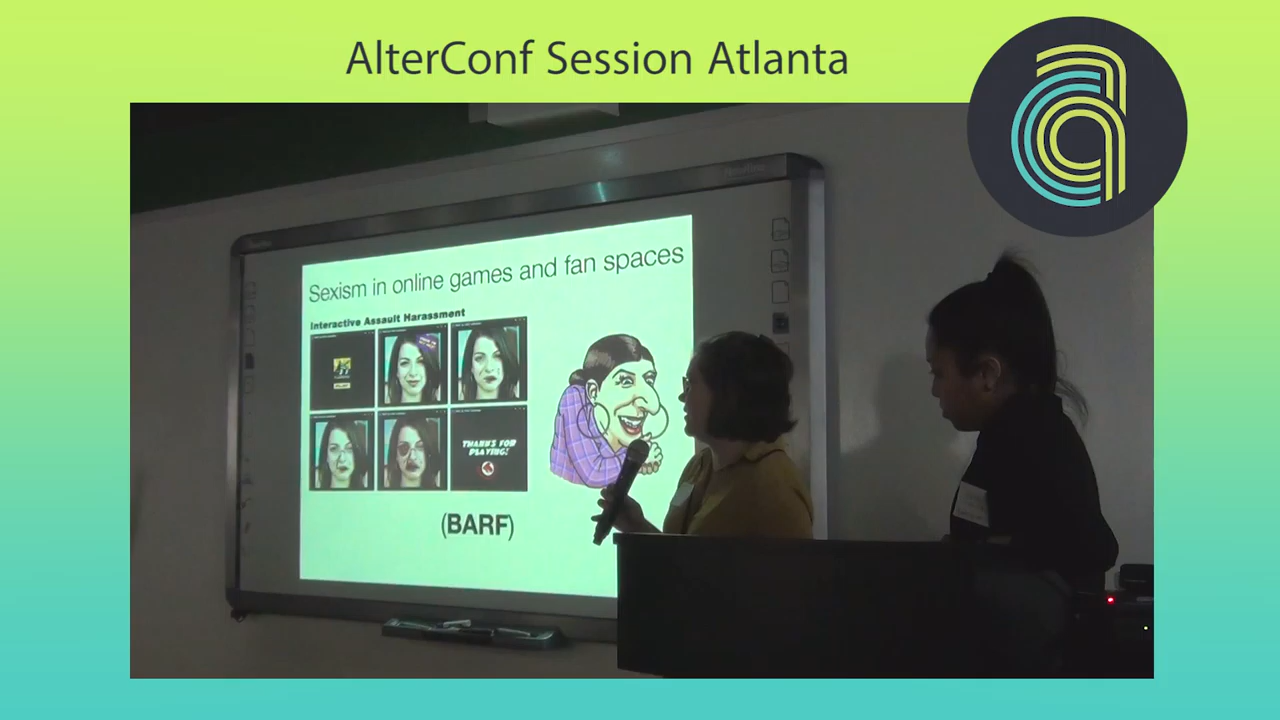 AlterConf Session Atlanta
Sexism in online games and fan spaces
Interactive Assault Harassment
THANKS FOR
PLAYING!
(BARF)